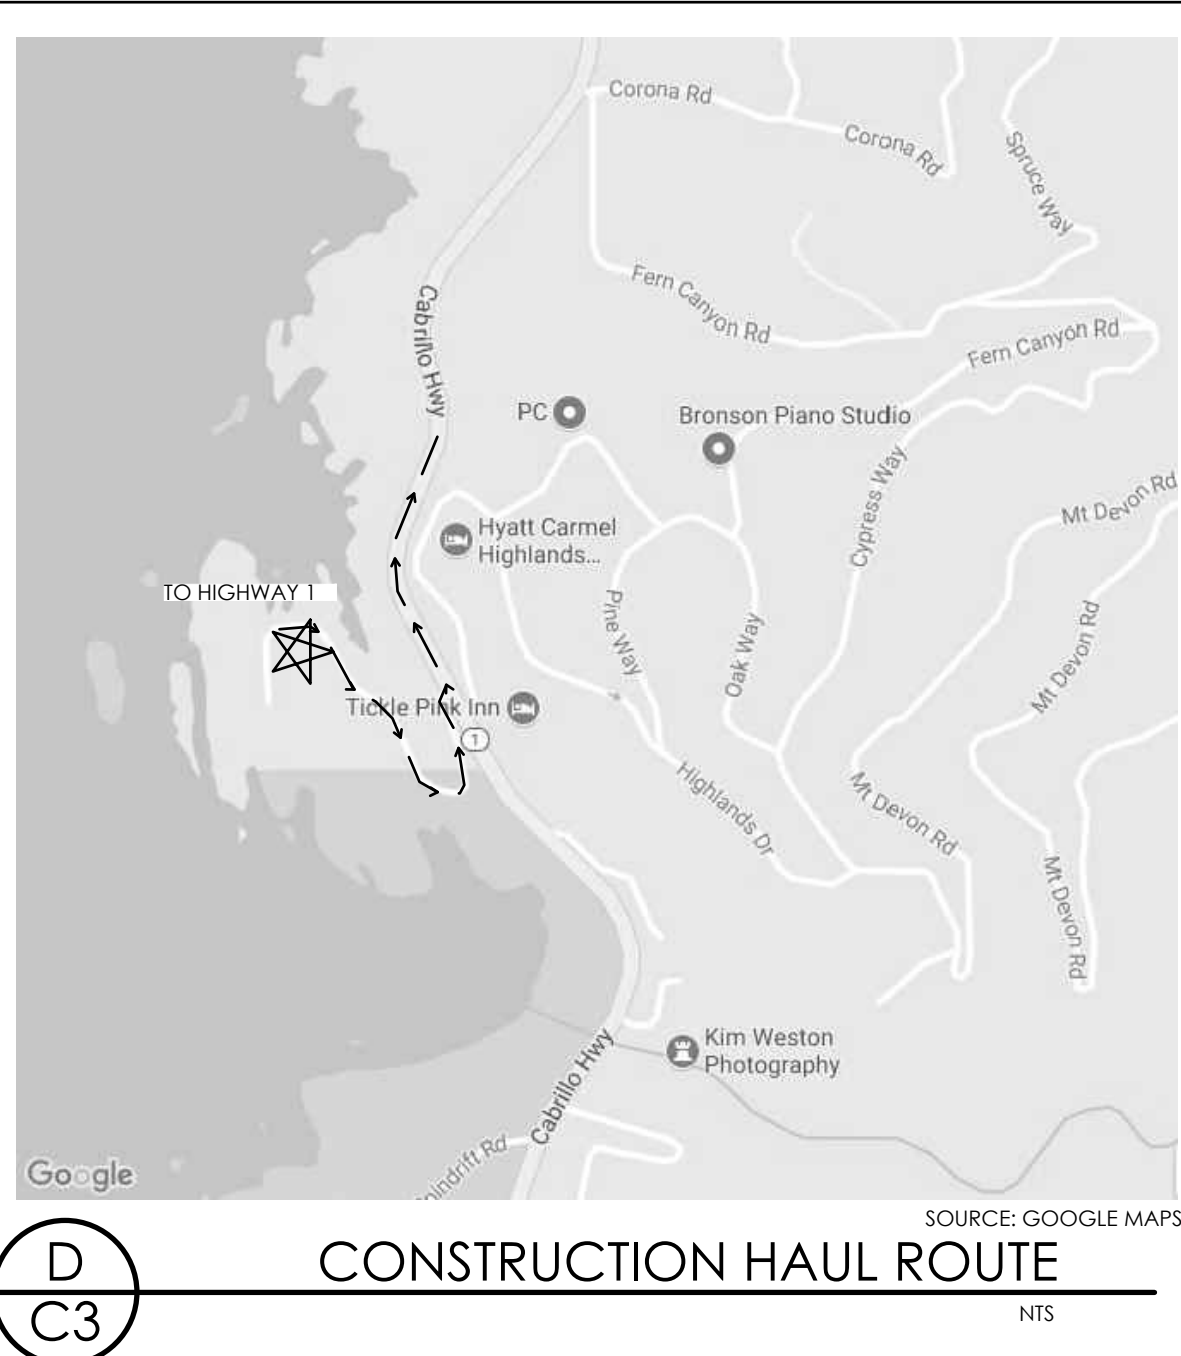 Corona Rd
Corona Rd
Spruce Way
Cabrillo Hwy
Fern Canyon Rd
Fern Canyon Rd
PC
Bronson Piano Studio
Cypress Way
Mt Devon Rd
Hyatt Carmel
Highlands...
TO HIGHWAY 1
Pine Way
Oak Way
Mt Devon Rd
Tickle Pink Inn
1
Highlands Dr
Mt Devon Rd
Mt Devon Rd
Kim Weston
Photography
Cabrillo Hwy
pindrift Rd
Google
SOURCE: GOOGLE MAPS
D
C3
CONSTRUCTION HAUL ROUTE
NTS